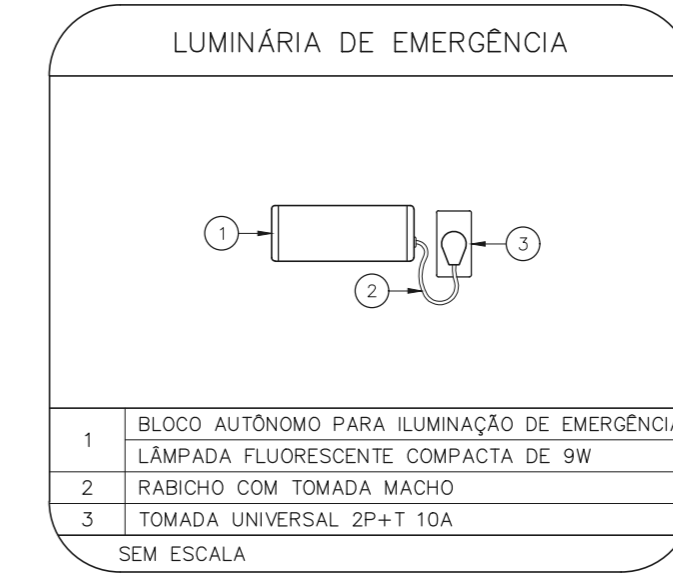 LUMINÁRIA DE EMERGÊNCIA
1
3
2
1
BLOCO AUTÔNOMO PARA ILUMINAÇÃO DE EMERGÊNCIA
LÂMPADA FLUORESCENTE COMPACTA DE 9W
2 RABICHO COM TOMADA MACHO
3 TOMADA UNIVERSAL 2P+T 10A
SEM ESCALA